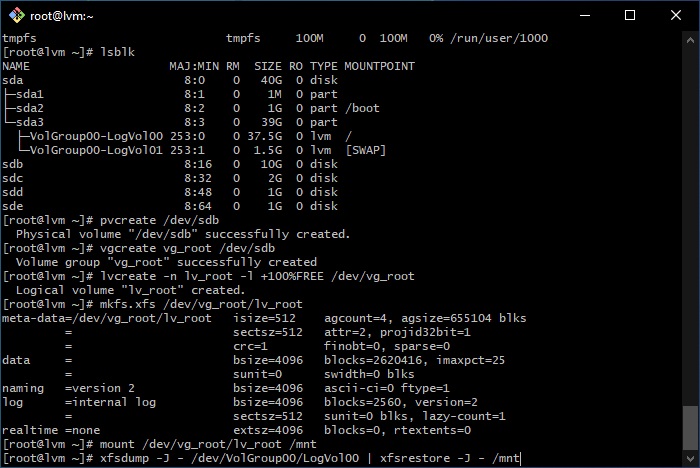 root@lvm:~
tmpfs                  tmpfs     100M     0  100M   0% /run/user/1000
[root@lvm ~]# lsblk
NAME                    MAJ:MIN RM  SIZE RO TYPE MOUNTPOINT
sda                       8:0    0   40G  0 disk
├─sda1                    8:1    0    1M  0 part
├─sda2                    8:2    0    1G  0 part /boot
└─sda3                    8:3    0   39G  0 part
  ├─VolGroup00-LogVol00 253:0    0 37.5G  0 lvm  /
  └─VolGroup00-LogVol01 253:1    0  1.5G  0 lvm  [SWAP]
sdb                       8:16   0   10G  0 disk
sdc                       8:32   0    2G  0 disk
sdd                       8:48   0    1G  0 disk
sde                       8:64   0    1G  0 disk
[root@lvm ~]# pvcreate /dev/sdb
  Physical volume "/dev/sdb" successfully created.
[root@lvm ~]# vgcreate vg_root /dev/sdb
  Volume group "vg_root" successfully created
[root@lvm ~]# lvcreate -n lv_root -l +100%FREE /dev/vg_root
  Logical volume "lv_root" created.
[root@lvm ~]# mkfs.xfs /dev/vg_root/lv_root
meta-data=/dev/vg_root/lv_root   isize=512    agcount=4, agsize=655104 blks
         =                       sectsz=512   attr=2, projid32bit=1
         =                       crc=1        finobt=0, sparse=0
data     =                       bsize=4096   blocks=2620416, imaxpct=25
         =                       sunit=0      swidth=0 blks
naming   =version 2              bsize=4096   ascii-ci=0 ftype=1
log      =internal log           bsize=4096   blocks=2560, version=2
         =                       sectsz=512   sunit=0 blks, lazy-count=1
realtime =none                   extsz=4096   blocks=0, rtextents=0
[root@lvm ~]# mount /dev/vg_root/lv_root /mnt
[root@lvm ~]# xfsdump -J - /dev/VolGroup00/LogVol00 | xfsrestore -J - /mnt